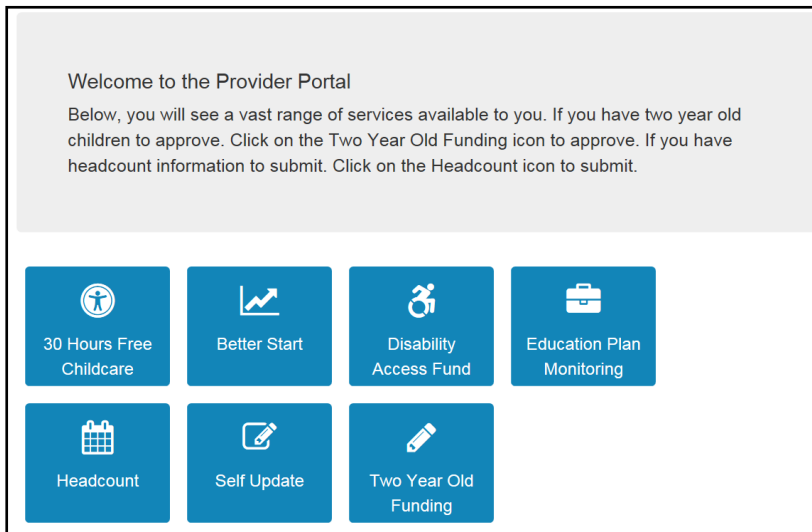 Welcome to the Provider Portal
Below, you will see a vast range of services available to you. If you have two year old
children to approve. Click on the Two Year Old Funding icon to approve. If you have
headcount information to submit. Click on the Headcount icon to submit.
30 Hours Free
Childcare
Better Start
Disability
Access Fund
Education Plan
Monitoring
Headcount
Self Update
Two Year Old
Funding